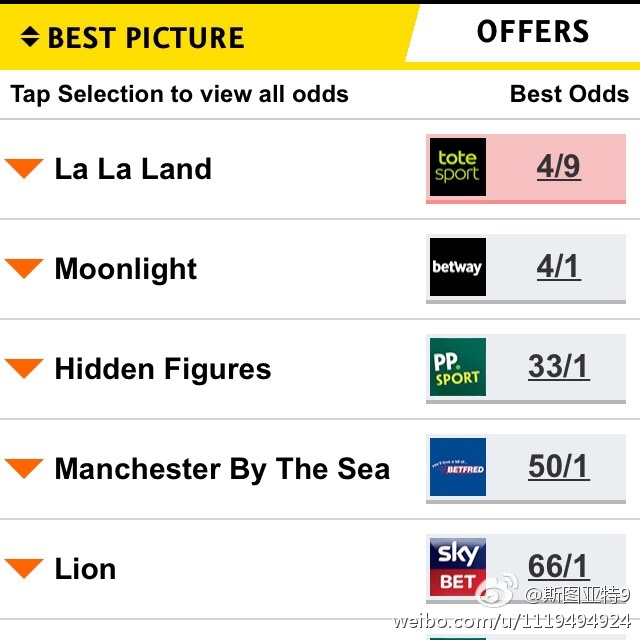 BEST PICTURE
OFFERS
Tap Selection to view all odds
Best Odds
La La Land
tote
sport
4/9
Moonlight
betway
4/1
Hidden Figures
PP
SPORT
33/1
Manchester By The Sea
BETFRED
50/1
Lion
sky
BET
66/1
@斯图亚特9
weibo.com/u/1119494924